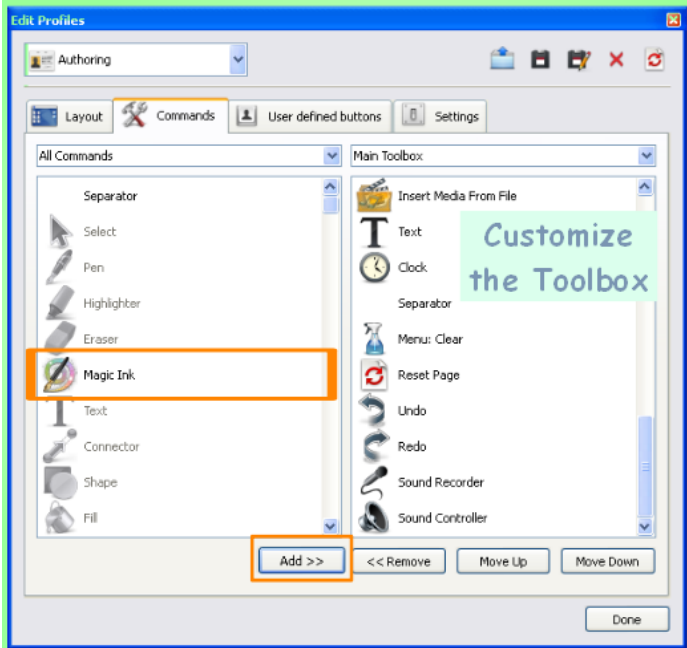 Edit Profiles
Authoring
Layout
Commands
User defined buttons
Settings
All Commands
Main Toolbox
Separator
Select
Pen
Highlighter
Eraser
Magic Ink
Text
Connector
Shape
Fill
Insert Media From File
Text
Clock
Separator
Menu: Clear
Reset Page
Undo
Redo
Sound Recorder
Sound Controller
Customize
the Toolbox
Add >>
<< Remove
Move Up
Move Down
Done